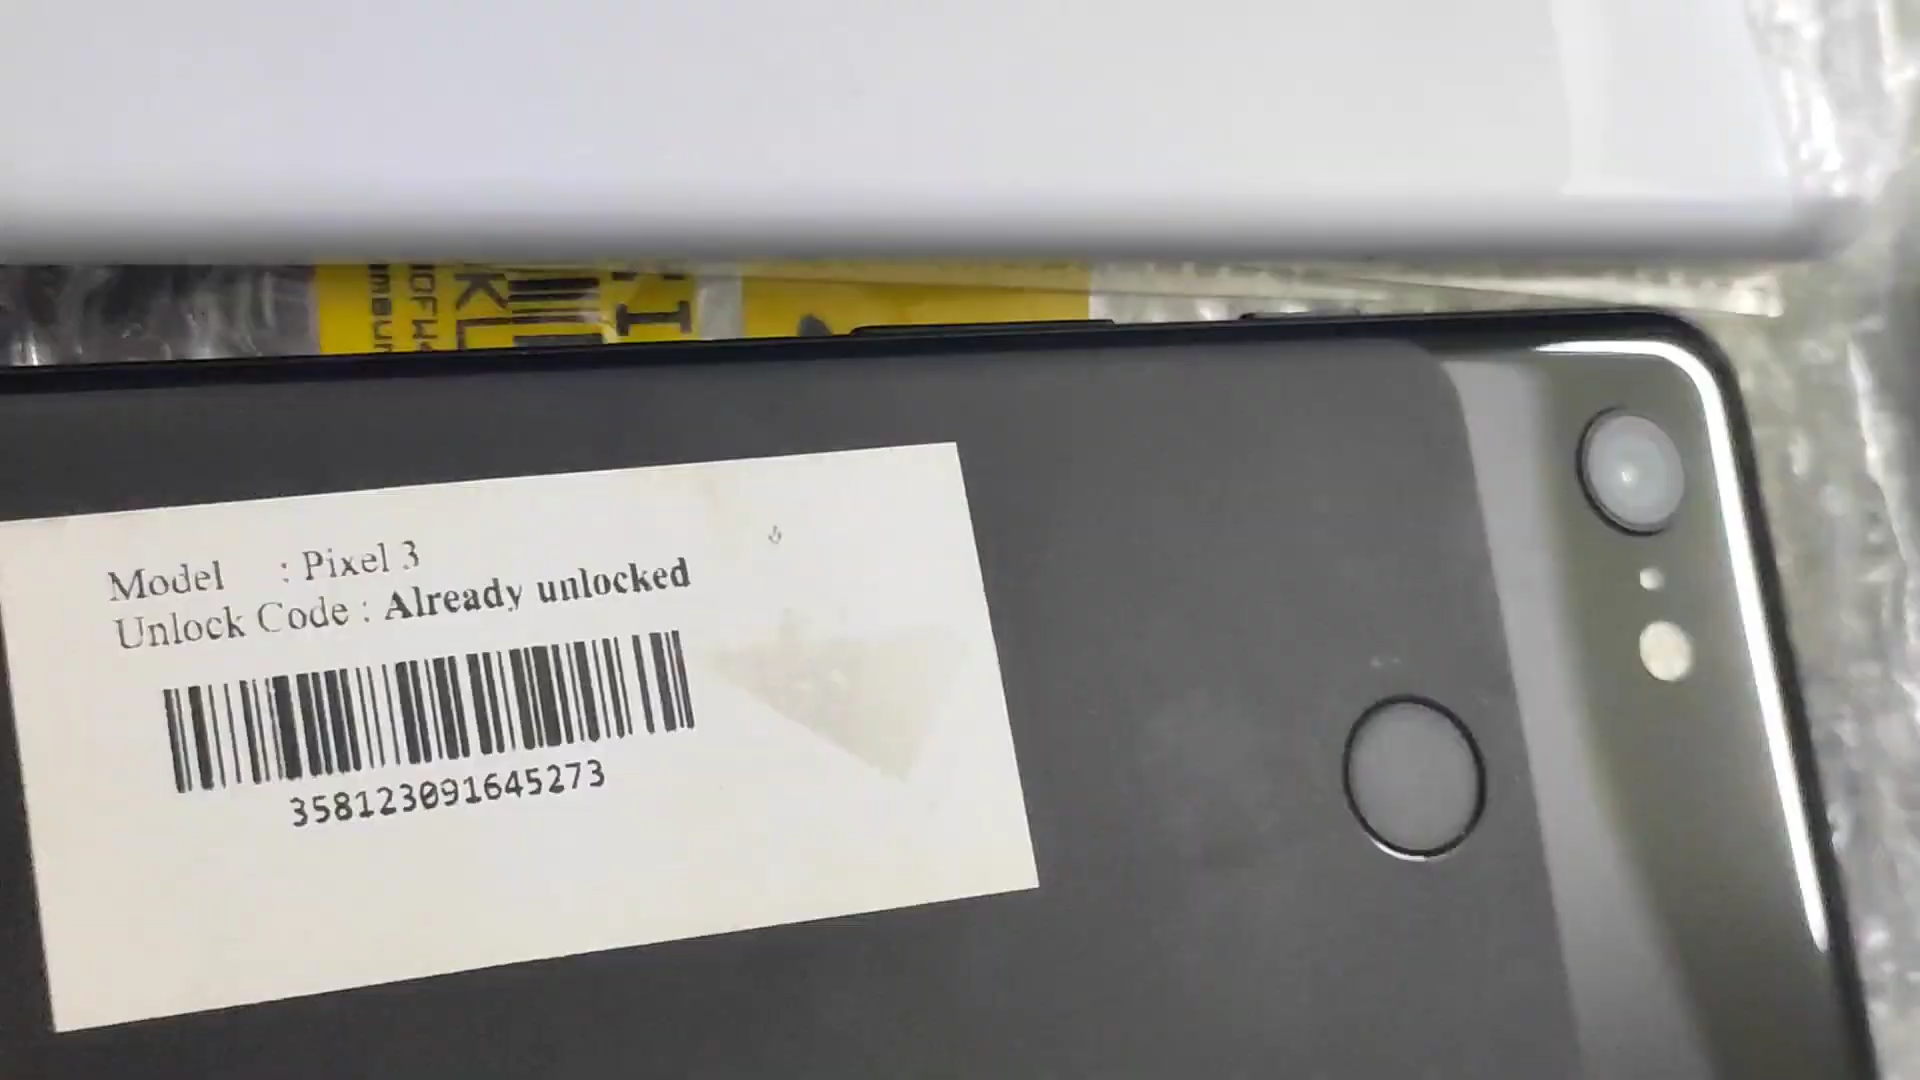 Model : Pixel 3
Unlock Code : Already unlocked
358123091645273